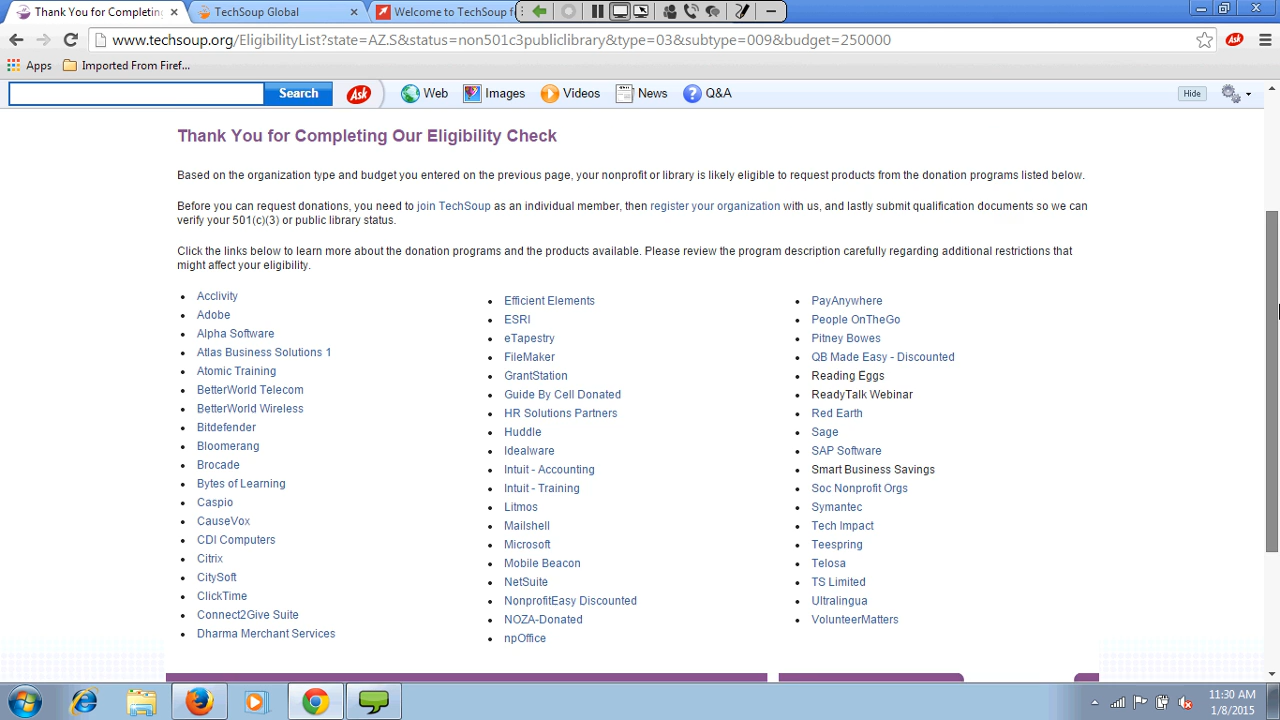 Thank You for Completing
TechSoup Global
Welcome to TechSoup f
www.techsoup.org/EligibilityList?state=AZ.S&status=non501c3publiclibrary&type=03&subtype=009&budget=250000
Ask
Apps
Imported From Firef...
Search
Ask
Web
Images
Videos
News
Q&A
Hide
Thank You for Completing Our Eligibility Check
Based on the organization type and budget you entered on the previous page, your nonprofit or library is likely eligible to request products from the donation programs listed below.
Before you can request donations, you need to join TechSoup as an individual member, then register your organization with us, and lastly submit qualification documents so we can
verify your 501(c)(3) or public library status.
Click the links below to learn more about the donation programs and the products available. Please review the program description carefully regarding additional restrictions that
might affect your eligibility.
Acclivity
Adobe
Alpha Software
Atlas Business Solutions 1
Atomic Training
BetterWorld Telecom
BetterWorld Wireless
Bitdefender
Bloomerang
Brocade
Bytes of Learning
Caspio
CauseVox
CDI Computers
Citrix
CitySoft
ClickTime
Connect2Give Suite
Dharma Merchant Services
Efficient Elements
ESRI
eTapestry
FileMaker
GrantStation
Guide By Cell Donated
HR Solutions Partners
Huddle
Idealware
Intuit - Accounting
Intuit - Training
Litmos
Mailshell
Microsoft
Mobile Beacon
NetSuite
NonprofitEasy Discounted
NOZA-Donated
npOffice
PayAnywhere
People OnTheGo
Pitney Bowes
QB Made Easy - Discounted
Reading Eggs
ReadyTalk Webinar
Red Earth
Sage
SAP Software
Smart Business Savings
Soc Nonprofit Orgs
Symantec
Tech Impact
Teespring
Telosa
TS Limited
Ultralingua
VolunteerMatters
11:30 AM
1/8/2015